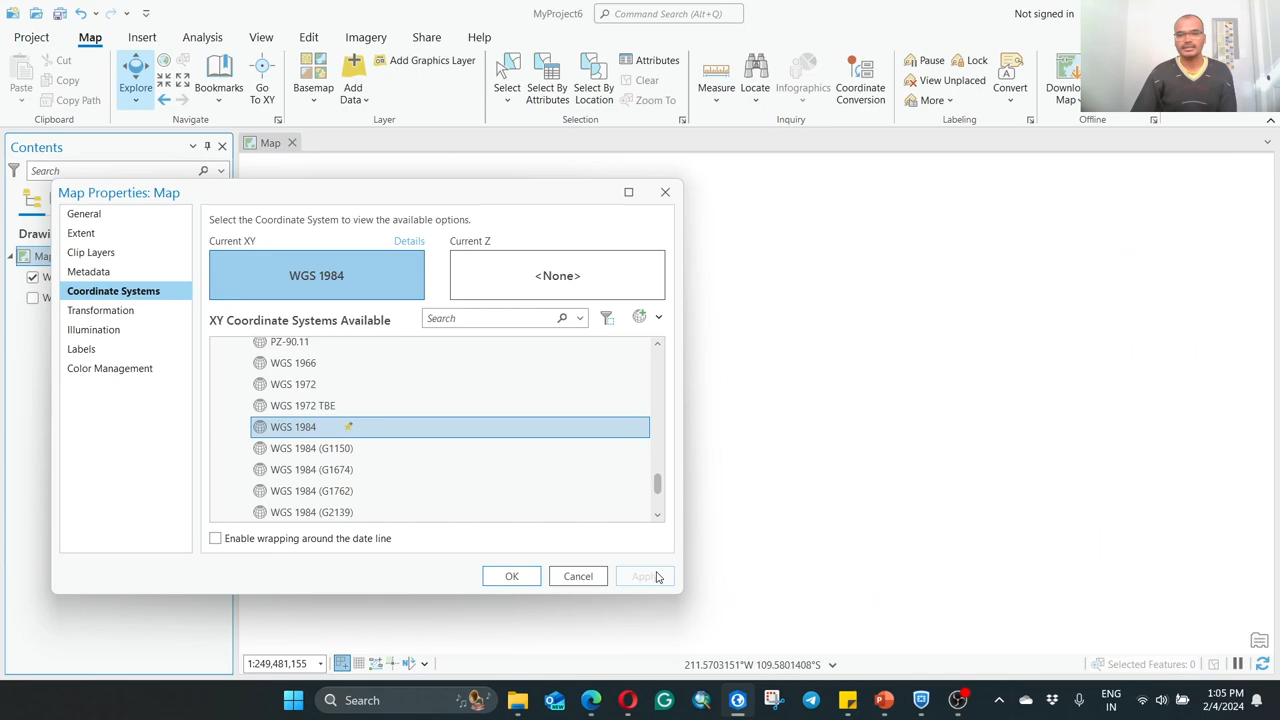 MyProject6
Command Search (Alt+Q)
Not signed in
Project
Map
Insert
Analysis
View
Edit
Imagery
Share
Help
Paste
Cut
Copy
Copy Path
Clipboard
Explore
Bookmarks
Go To XY
Navigate
Basemap
Add Data
Add Graphics Layer
Layer
Select
Select By Attributes
Select By Location
Attributes
Clear
Zoom To
Selection
Measure
Locate
Infographics
Coordinate Conversion
Inquiry
Pause
Lock
View Unplaced
More
Convert
Labeling
Downlo
Map
Offline
Contents
Search
Map
Drawi
Map
W
W
Map Properties: Map
General
Extent
Clip Layers
Metadata
Coordinate Systems
Transformation
Illumination
Labels
Color Management
Select the Coordinate System to view the available options.
Current XY
Details
Current Z
WGS 1984
<None>
XY Coordinate Systems Available
Search
PZ-90.11
WGS 1966
WGS 1972
WGS 1972 TBE
WGS 1984
WGS 1984 (G1150)
WGS 1984 (G1674)
WGS 1984 (G1762)
WGS 1984 (G2139)
Enable wrapping around the date line
OK
Cancel
Apply
1:249,481,155
211.5703151°W 109.5801408°S
Selected Features: 0
Search
ENG
IN
1:05 PM
2/4/2024